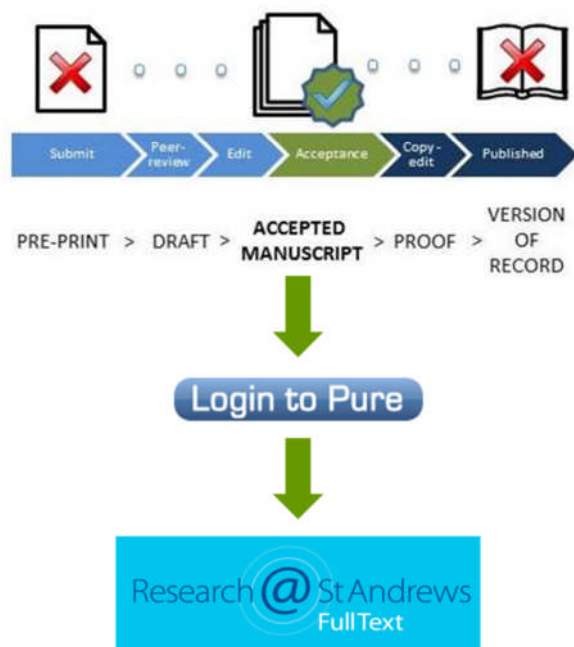 Submit
Peer-
review
Edit
Acceptance
Copy-
edit
Published
PRE-PRINT > DRAFT > ACCEPTED
MANUSCRIPT > PROOF > VERSION
OF
RECORD
Login to Pure
Research @ St Andrews
FullText